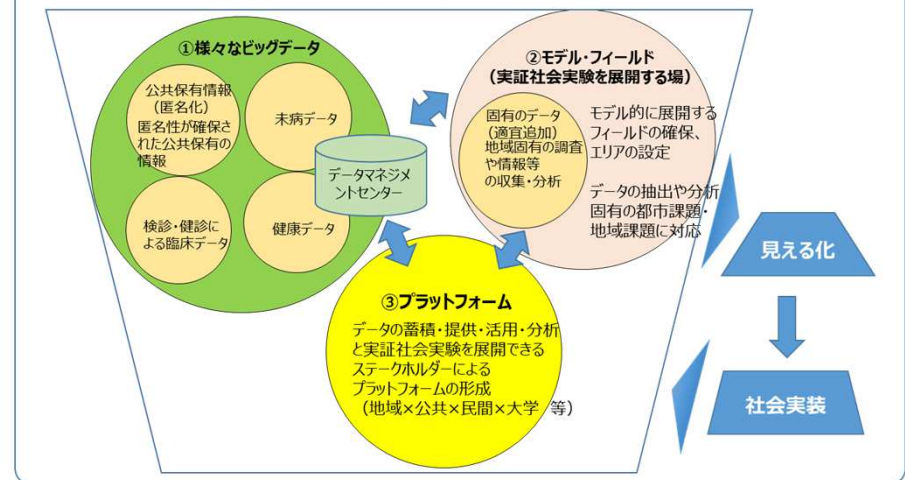 ①様々なビッグデータ
公共保有情報
(匿名化)
匿名性が確保さ
れた公共保有の
情報
未病データ
検診・健診に
よる臨床データ
健康データ
データマネジメ
ントセンター
②モデル・フィールド
(実証社会実験を展開する場)
固有のデータ
(適宜追加)
地域固有の調査
や情報等
の収集・分析
モデル的に展開する
フィールドの確保、
エリアの設定
データの抽出や分析
固有の都市課題・
地域課題に対応
③プラットフォーム
データの蓄積・提供・活用・分析
と実証社会実験を展開できる
ステークホルダーによる
プラットフォームの形成
(地域×公共×民間×大学 等)
見える化
社会実装